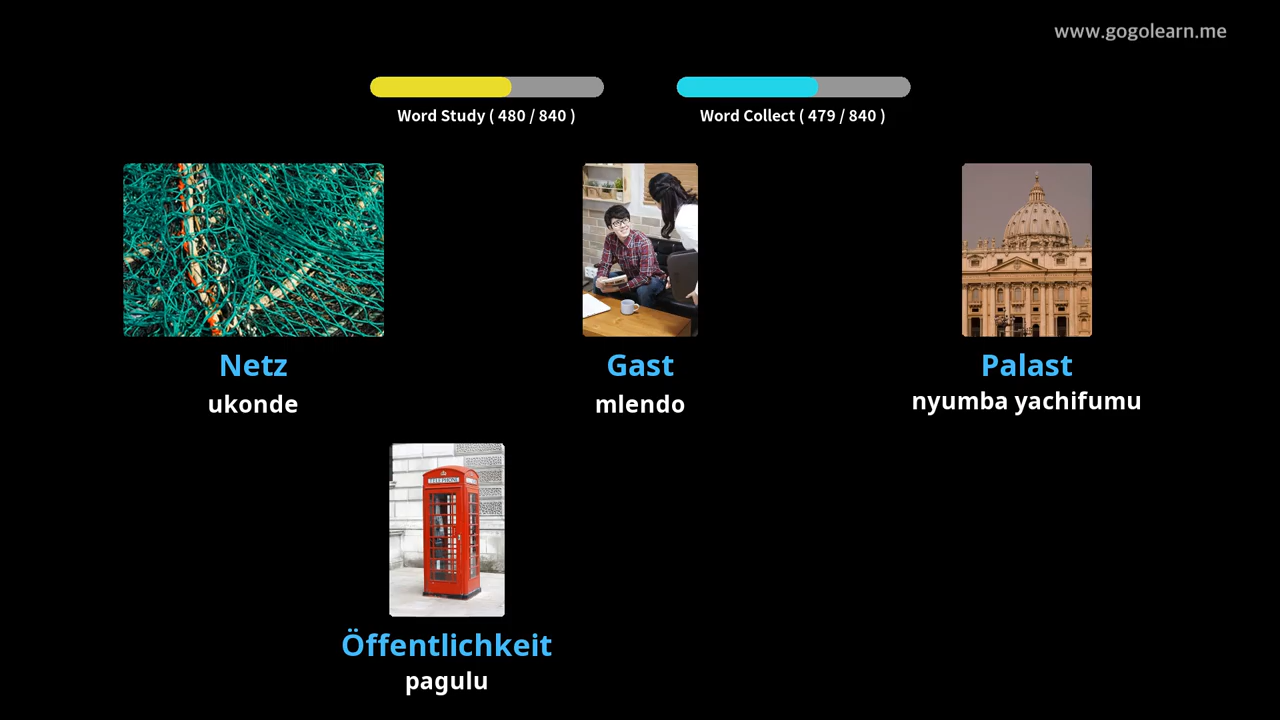 www.gogolearn.me
Word Study ( 480 / 840 )
Word Collect ( 479 / 840 )
Netz
ukonde
Gast
mlendo
Palast
nyumba yachifumu
TELEPHONE
Öffentlichkeit
pagulu